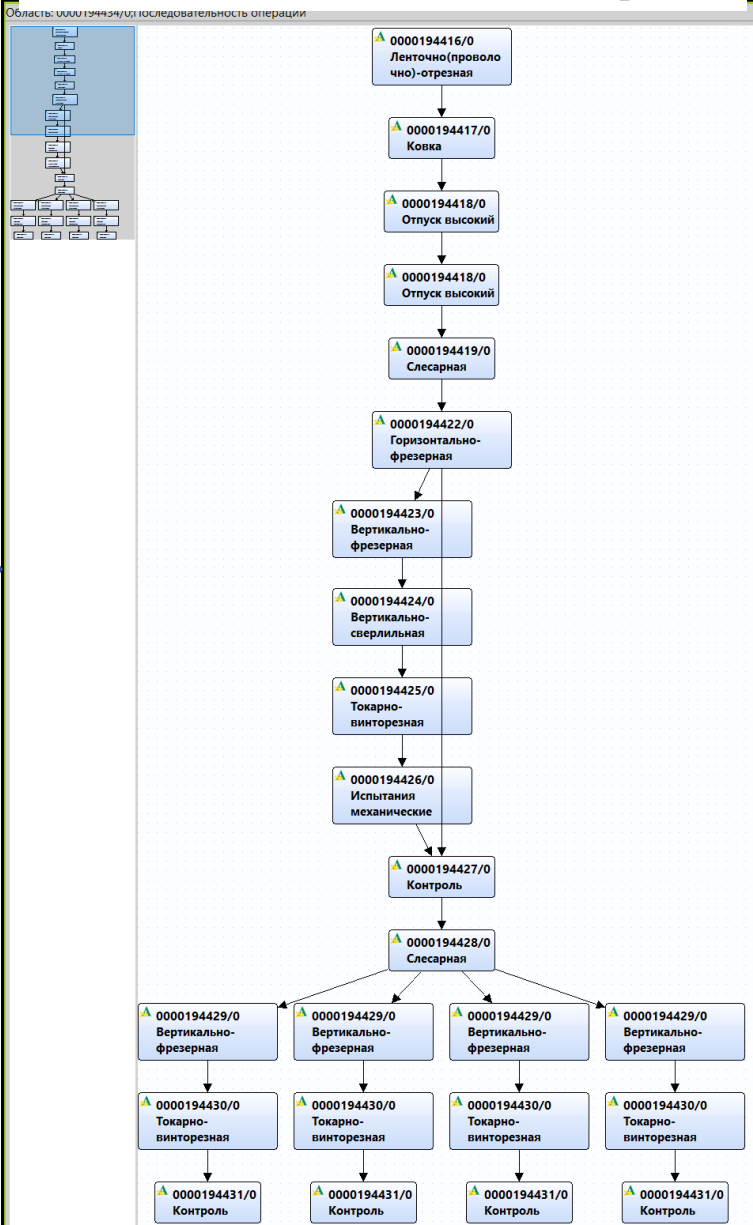 Область: 0000194434/0;Последовательность операций
0000194416/0
Ленточно(проволо
чно)-отрезная
0000194417/0
Ковка
0000194418/0
Отпуск высокий
0000194418/0
Отпуск высокий
0000194419/0
Слесарная
0000194422/0
Горизонтально-
фрезерная
0000194423/0
Вертикально-
фрезерная
0000194424/0
Вертикально-
сверлильная
0000194425/0
Токарно-
винторезная
0000194426/0
Испытания
механические
0000194427/0
Контроль
0000194428/0
Слесарная
0000194429/0
Вертикально-
фрезерная
0000194429/0
Вертикально-
фрезерная
0000194429/0
Вертикально-
фрезерная
0000194429/0
Вертикально-
фрезерная
0000194430/0
Токарно-
винторезная
0000194430/0
Токарно-
винторезная
0000194430/0
Токарно-
винторезная
0000194430/0
Токарно-
винторезная
0000194431/0
Контроль
0000194431/0
Контроль
0000194431/0
Контроль
0000194431/0
Контроль